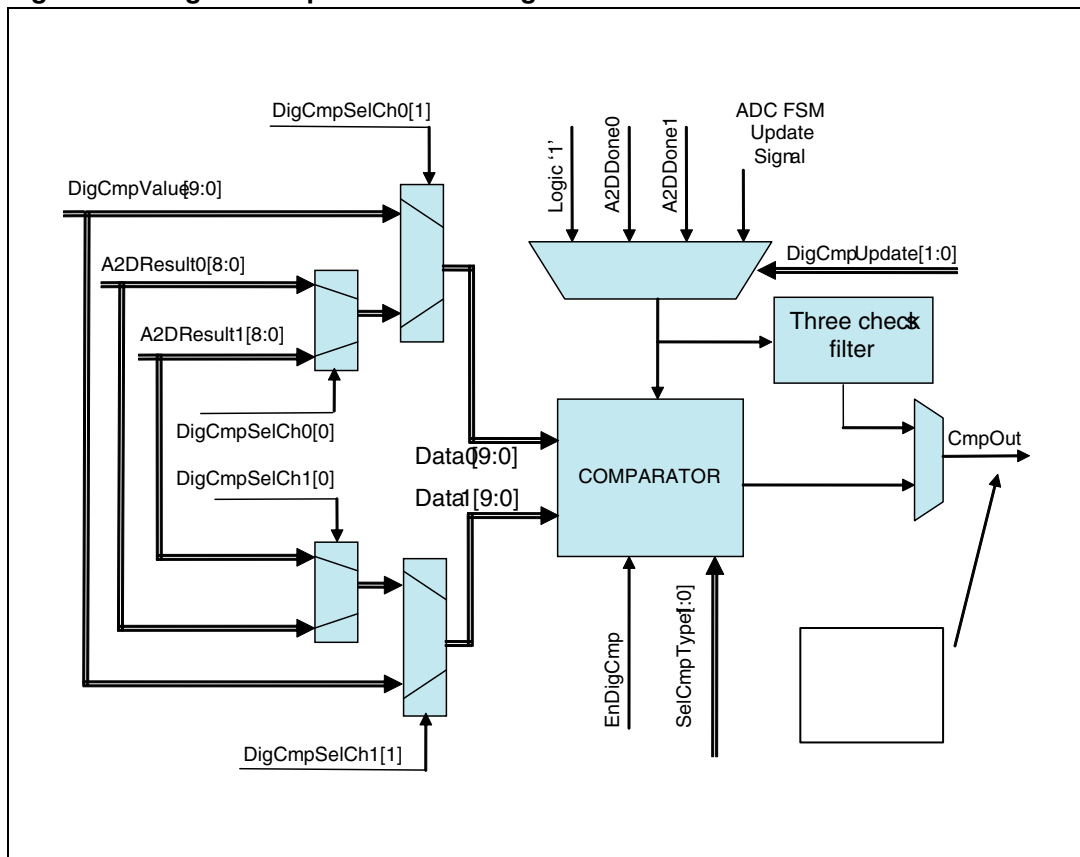 DigCmpSelCh0[1]
ADC FSM
Update
Signal
Logic ‘1’
A2DDone0
A2DDone1
DigCmpValue[9:0]
DigCmpUpdate[1:0]
A2DResult0[8:0]
Three checks
filter
A2DResult1[8:0]
DigCmpSelCh0[0]
CmpOut
Data0[9:0]
DigCmpSelCh1[0]
COMPARATOR
Data1[9:0]
EnDigCmp
SelCmpType[1:0]
DigCmpSelCh1[1]